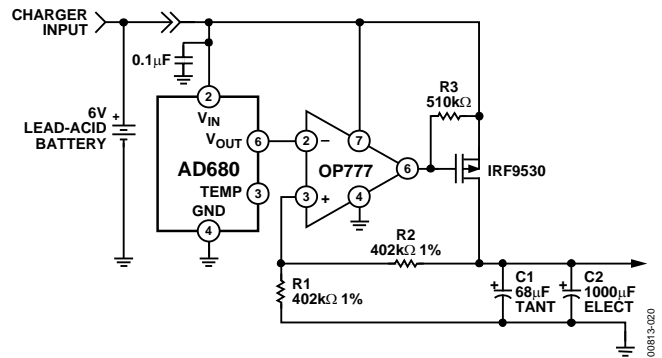 CHARGER
INPUT
0.1µF
6V
LEAD-ACID
BATTERY
+
2
V_IN
V_OUT
6
AD680
TEMP
3
GND
4
2
−
7
OP777
6
3
+
4
R3
510kΩ
IRF9530
R2
402kΩ 1%
R1
402kΩ 1%
+
C1
68µF
TANT
+
C2
1000µF
ELECT
00813-020